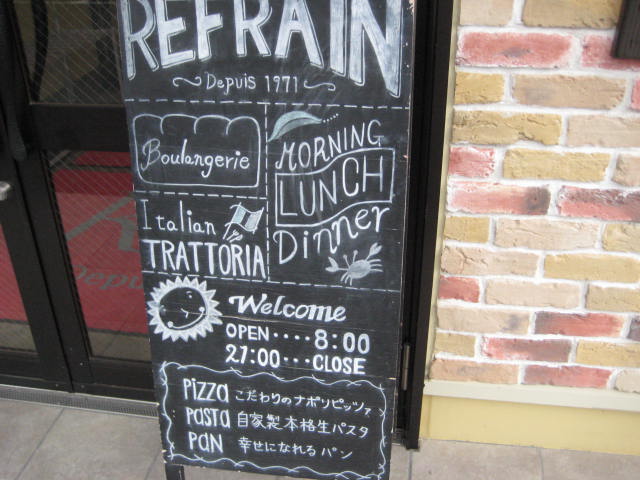 REFRAIN
Depuis 1971
Boulangerie
MORNING
LUNCH
Dinner
Italian
TRATTORIA
Welcome
OPEN・・・・8:00
21:00・・・CLOSE
PIZZA こだわりのナポリピッツァ
PASTA 自家製本格生パスタ
PAN 幸せになれるパン